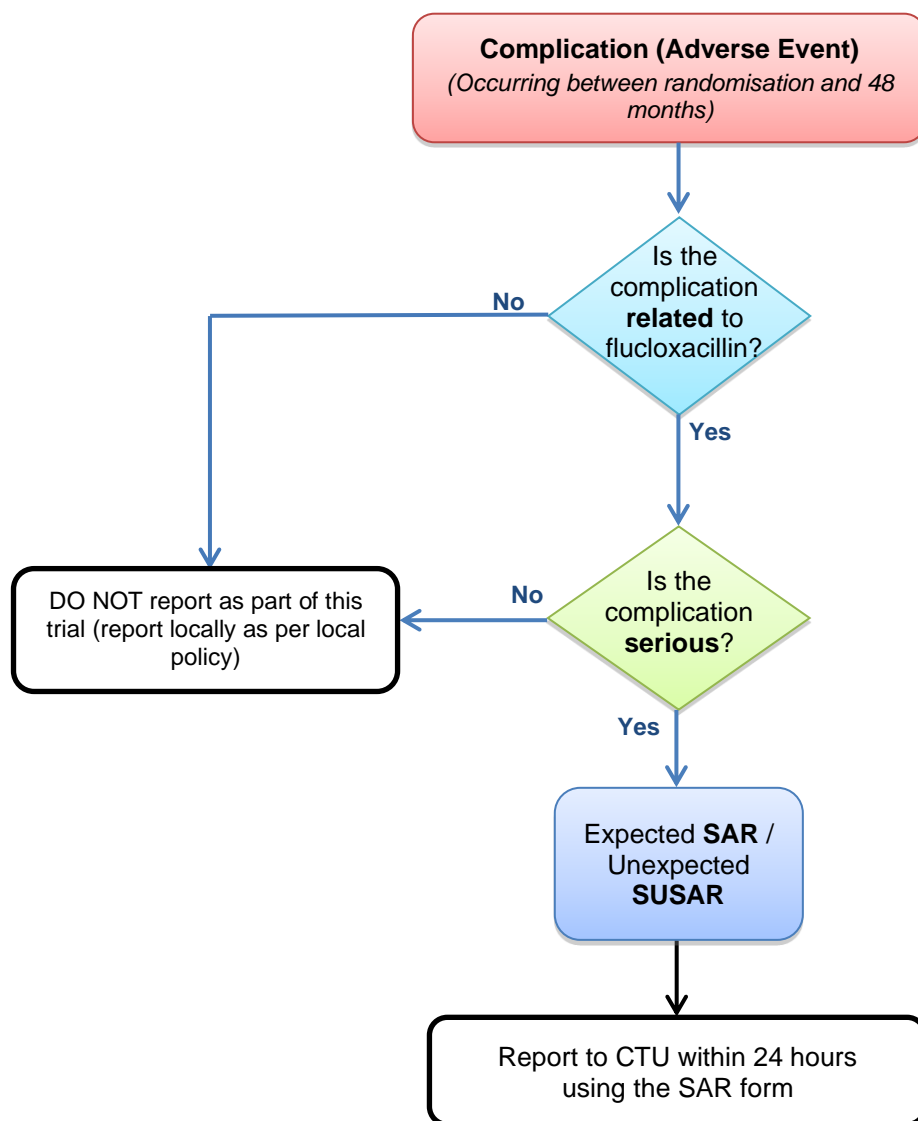 Complication (Adverse Event)
(Occurring between randomisation and 48
months)
Is the
complication
related to
flucloxacillin?
No
Yes
Is the
complication
serious?
No
DO NOT report as part of this
trial (report locally as per local
policy)
Yes
Expected SAR /
Unexpected
SUSAR
Report to CTU within 24 hours
using the SAR form